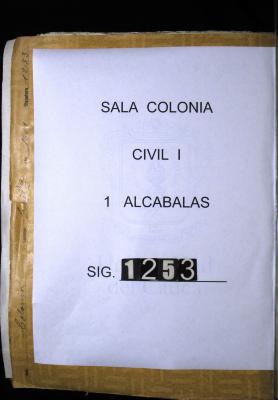 SALA COLONIA
CIVIL I
1 ALCABALAS
SIG. 1253